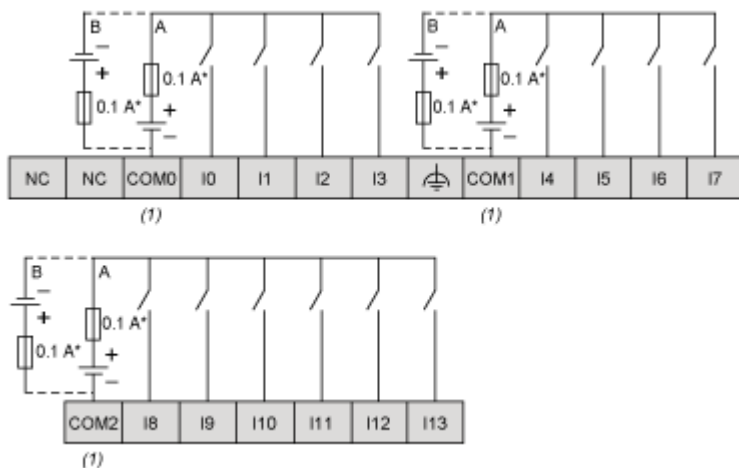 B − A B − A
0.1 A* 0.1 A*
+ +
0.1 A* + 0.1 A* +
− −
NC NC COM0 I0 I1 I2 I3 COM1 I4 I5 I6 I7
(1) (1)
B − A
+ 0.1 A*
0.1 A* +
−
COM2 I8 I9 I10 I11 I12 I13
(1)